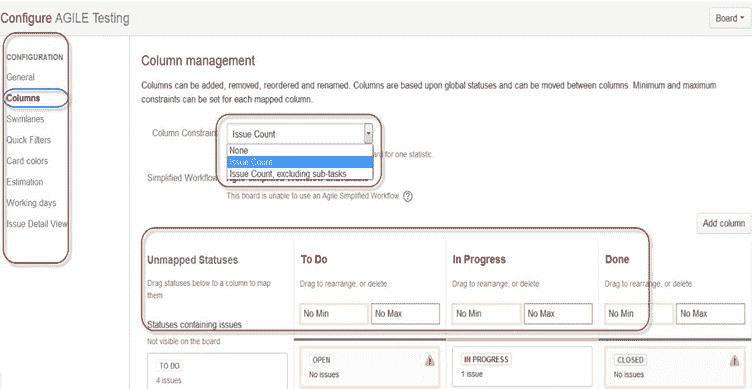 Configure AGILE Testing
Board
CONFIGURATION
General
Columns
Swimlanes
Quick Filters
Card colors
Estimation
Working days
Issue Detail View
Column management
Columns can be added, removed, reordered and renamed. Columns are based upon global statuses and can be moved between columns. Minimum and maximum
constraints can be set for each mapped column.
Column Constraint
Issue Count
None
Issue Count
Issue Count, excluding sub-tasks
ard for one statistic.
Simplified Workflow
This board is unable to use an Agile Simplified Workflow.
Add column
Unmapped Statuses
Drag statuses below to a column to map
them
Statuses containing issues
Not visible on the board
TO DO
4 issues
To Do
Drag to rearrange, or delete
No Min No Max
OPEN
No issues
In Progress
Drag to rearrange, or delete
No Min No Max
IN PROGRESS
1 issue
Done
Drag to rearrange, or delete
No Min No Max
CLOSED
No issues